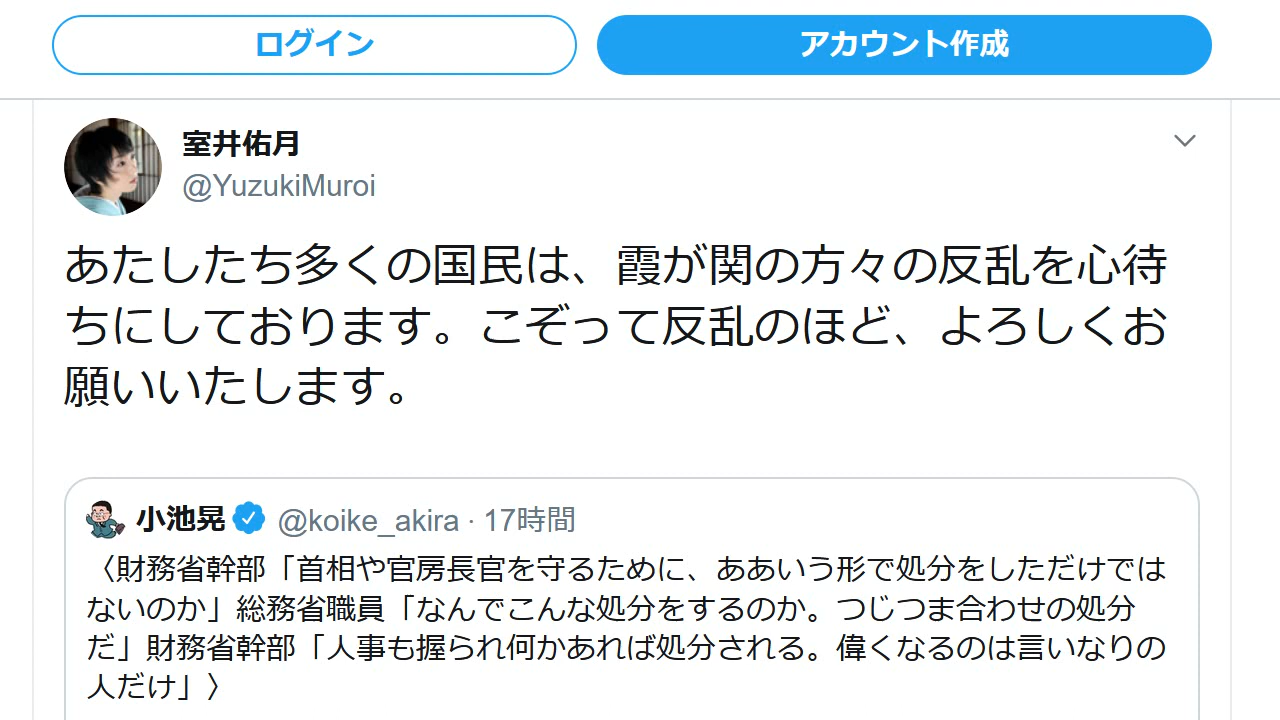 ログイン
アカウント作成
室井佑月
@YuzukiMuroi
あたしたち多くの国民は、霞が関の方々の反乱を心待
ちにしております。こぞって反乱のほど、よろしくお
願いいたします。
小池晃 @koike_akira · 17時間
〈財務省幹部「首相や官房長官を守るために、ああいう形で処分をしただけでは
ないのか」総務省職員「なんでこんな処分をするのか。つじつま合わせの処分
だ」財務省幹部「人事も握られ何かあれば処分される。偉くなるのは言いなりの
人だけ」〉